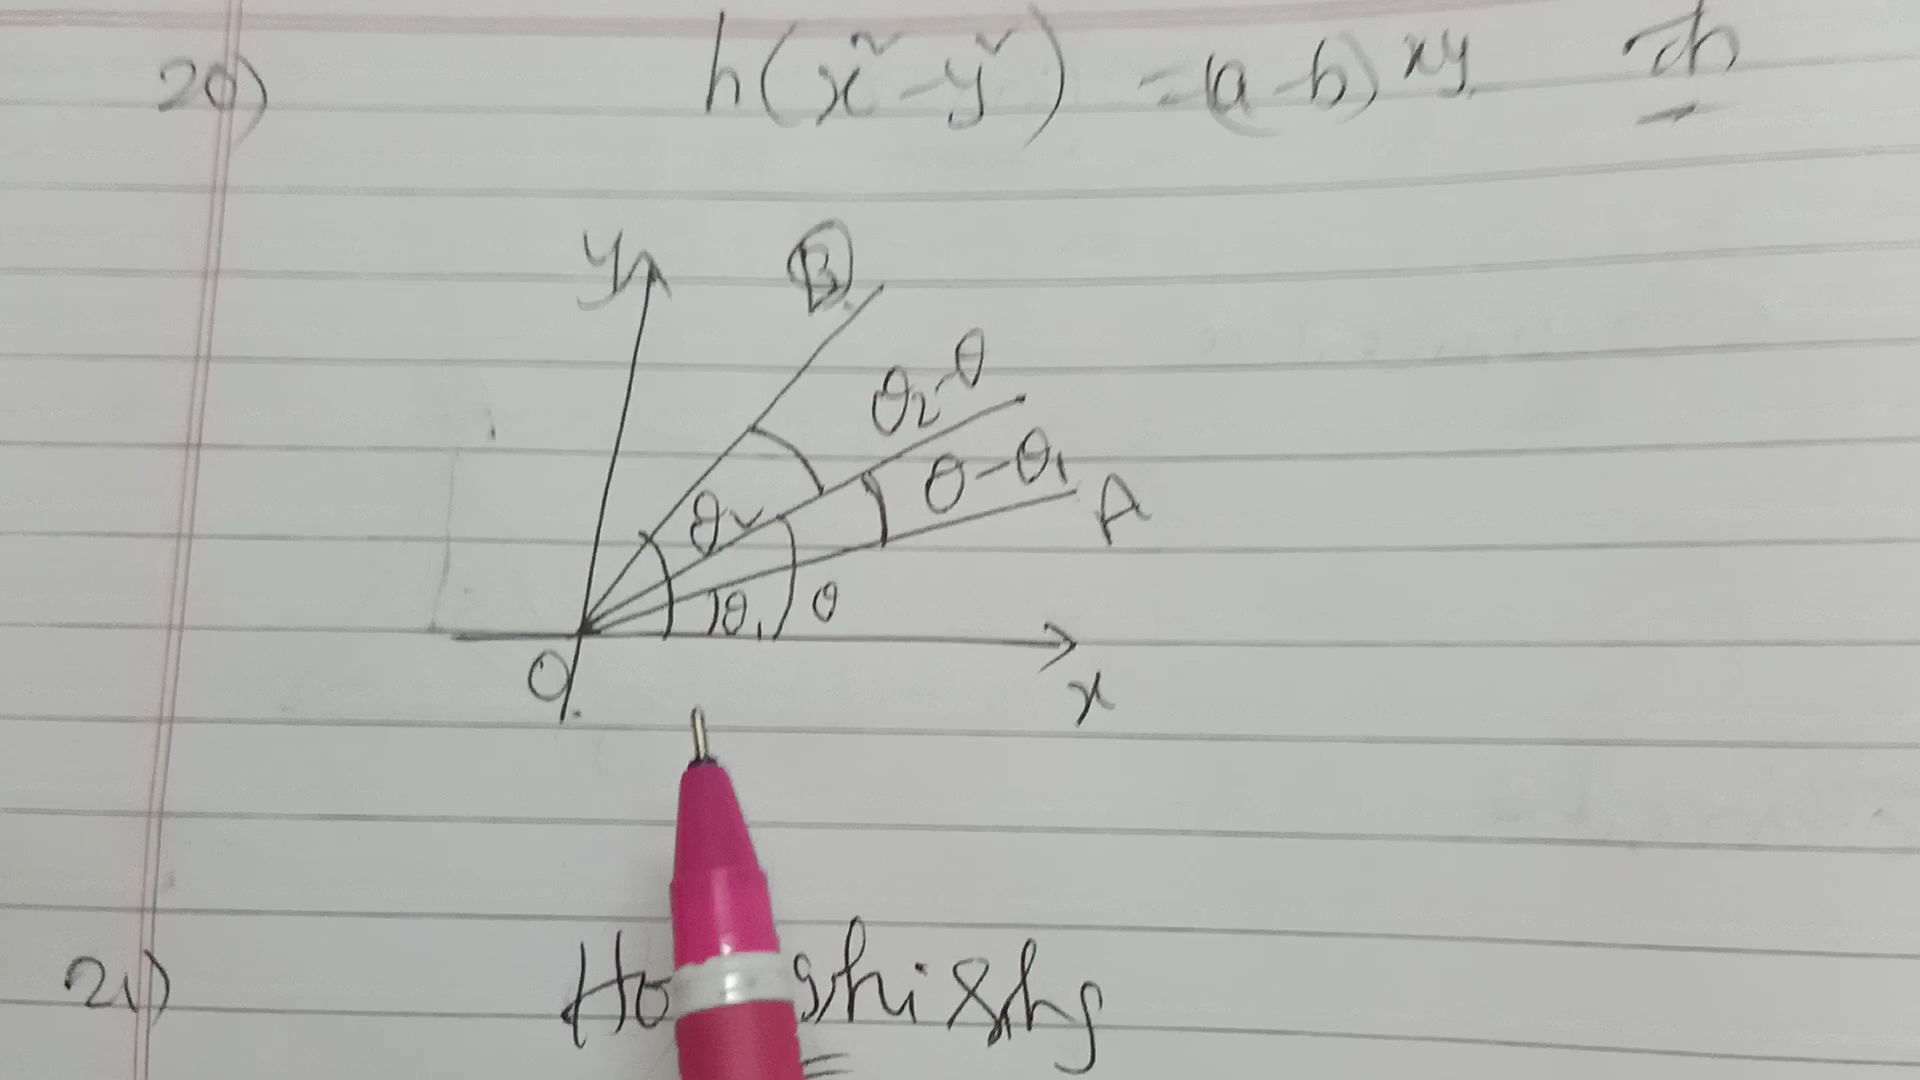 20) h(x²-y²) = (a-b)xy
y B
θ₂-θ
θ-θ₁
A
θ₂
θ₁ θ
O x
21)